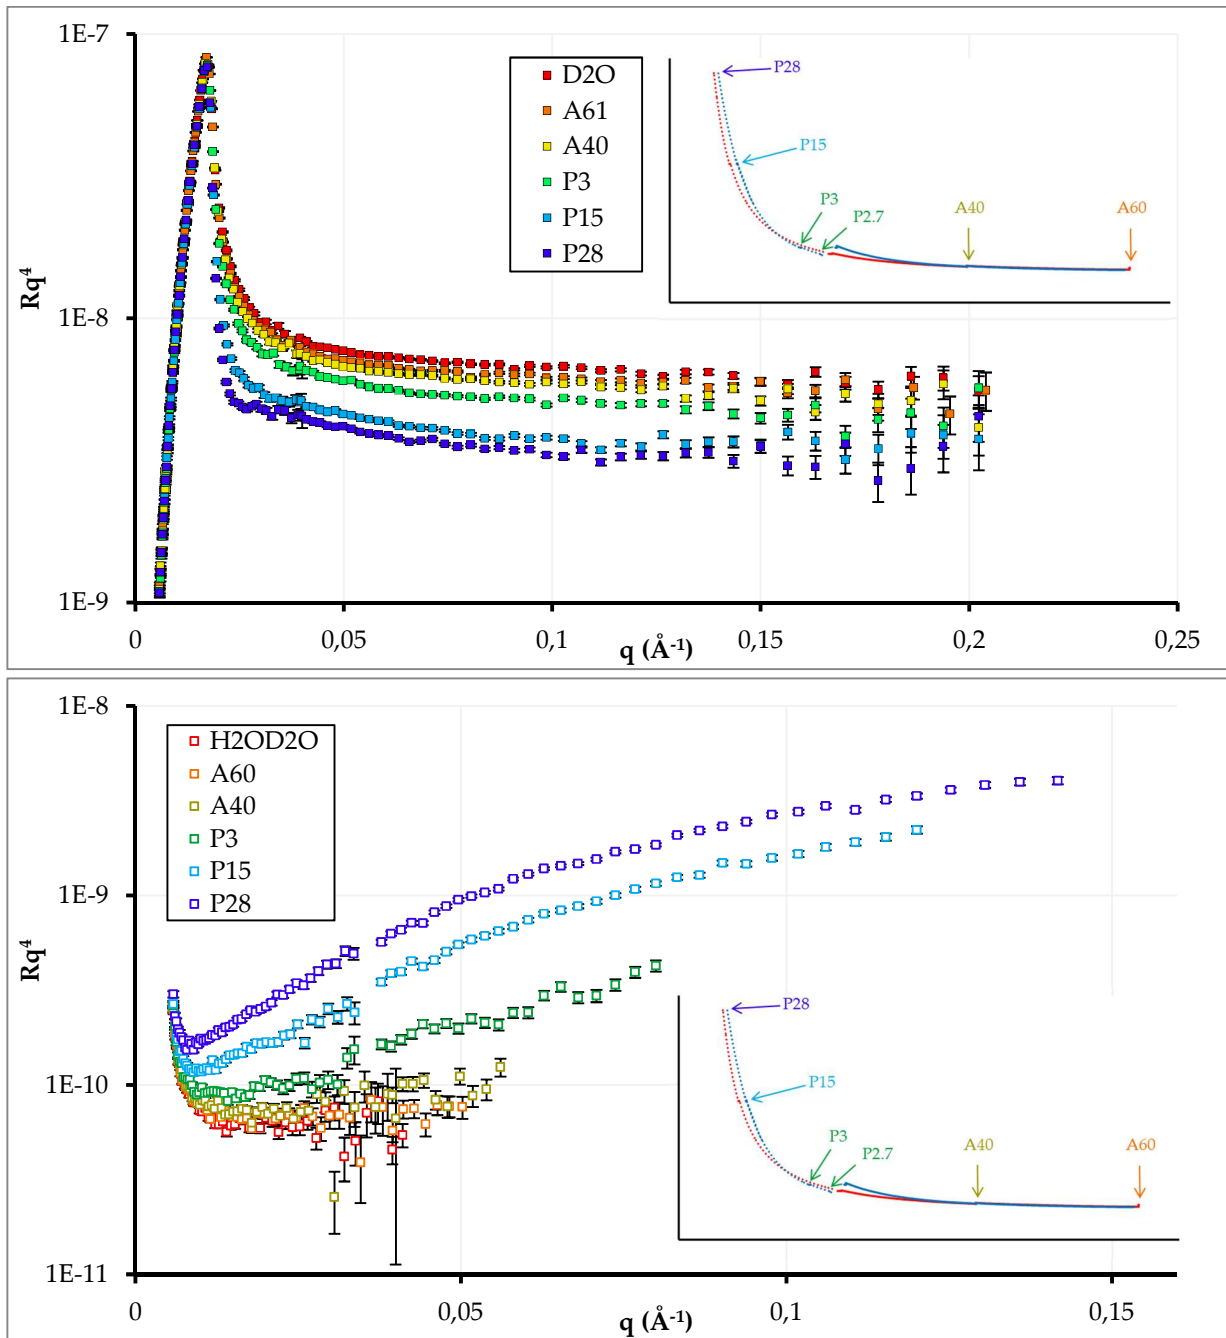 1E-7
1E-8
1E-9
Rq⁴
0
0,05
0,1
0,15
0,2
0,25
q (Å⁻¹)
D2O
A61
A40
P3
P15
P28
P28
P15
P3
P2.7
A40
A60
1E-8
1E-9
1E-10
1E-11
Rq⁴
0
0,05
0,1
0,15
q (Å⁻¹)
H2OD2O
A60
A40
P3
P15
P28
P28
P15
P3
P2.7
A40
A60